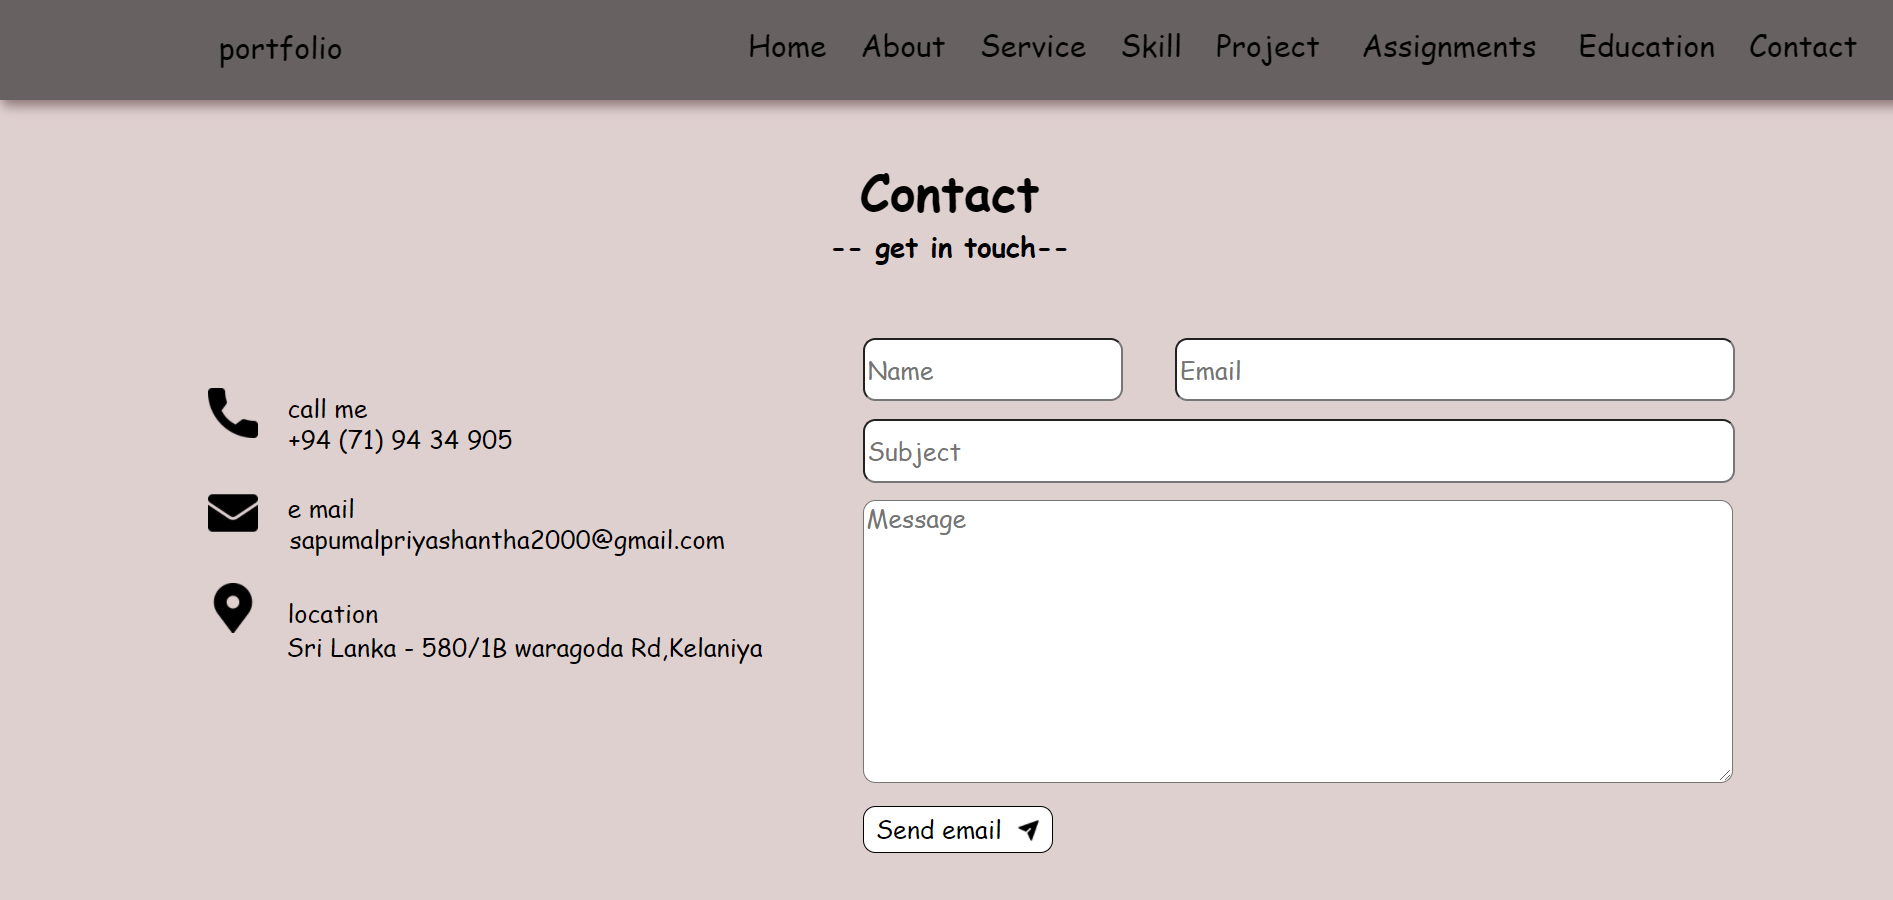 portfolio
Home About Service Skill Project Assignments Education Contact
Contact
-- get in touch--
call me
+94 (71) 94 34 905
e mail
sapumalpriyashantha2000@gmail.com
location
Sri Lanka - 580/1B waragoda Rd,Kelaniya
Name
Email
Subject
Message
Send email